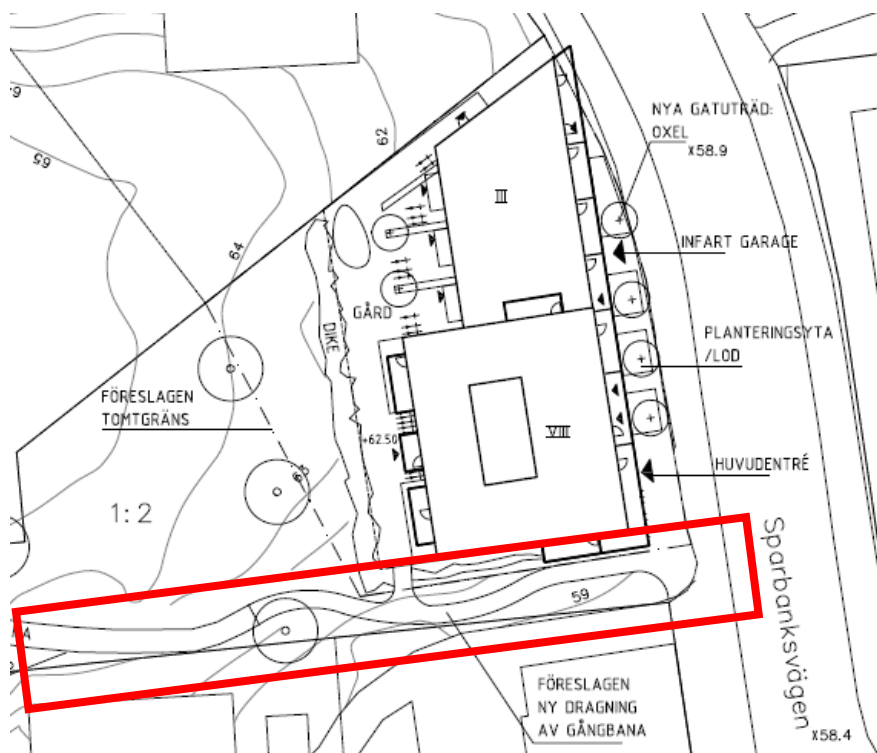 NYA GATUTRÄD:
OXEL
x58.9
62
65
64
III
INFART GARAGE
GÅRD
DIKE
PLANTERINGSYTA
/LOD
FÖRESLAGEN
TOMTGRÄNS
+62.50
VIII
HUVUDENTRÉ
63
1:2
Sparbanksvägen
59
FÖRESLAGEN
NY DRAGNING
AV GÅNGBANA
x58.4